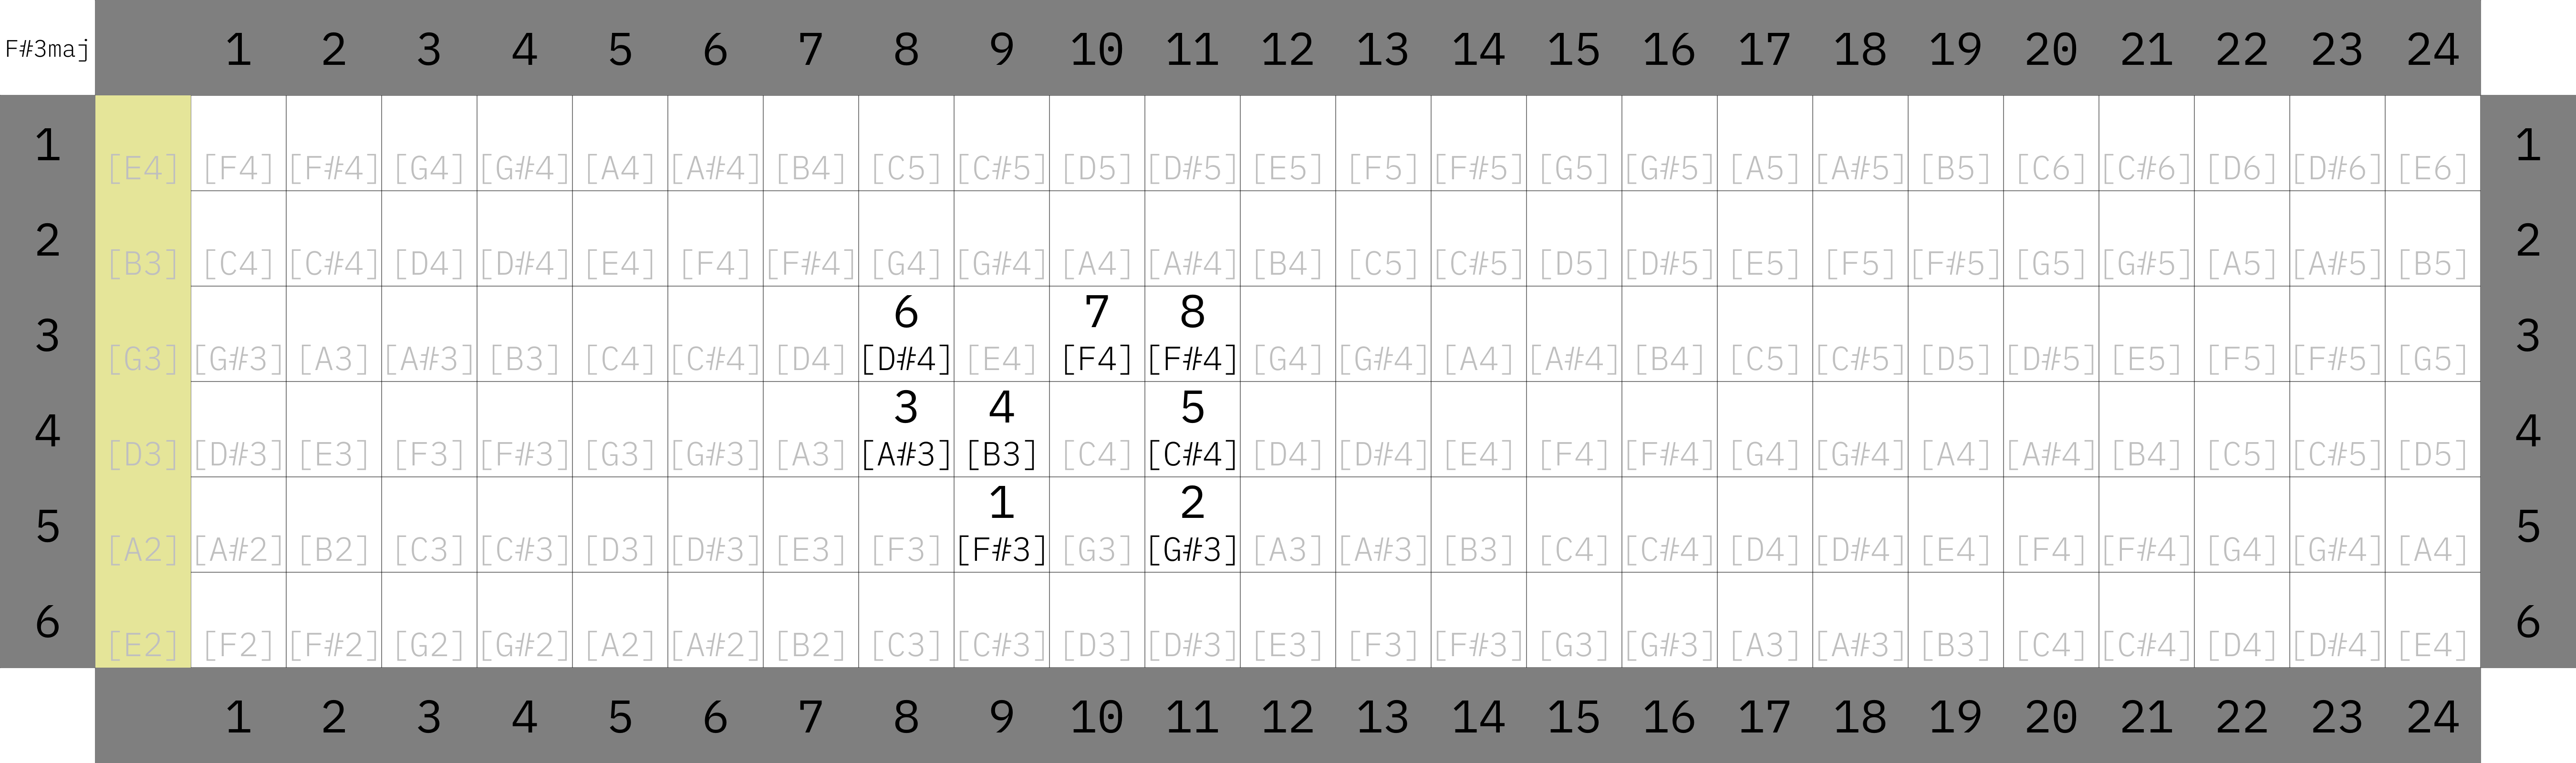 F#3maj 1 2 3 4 5 6 7 8 9 10 11 12 13 14 15 16 17 18 19 20 21 22 23 24
1 [E4] [F4] [F#4] [G4] [G#4] [A4] [A#4] [B4] [C5] [C#5] [D5] [D#5] [E5] [F5] [F#5] [G5] [G#5] [A5] [A#5] [B5] [C6] [C#6] [D6] [D#6] [E6] 1
2 [B3] [C4] [C#4] [D4] [D#4] [E4] [F4] [F#4] [G4] [G#4] [A4] [A#4] [B4] [C5] [C#5] [D5] [D#5] [E5] [F5] [F#5] [G5] [G#5] [A5] [A#5] [B5] 2
6 7 8
3 [G3] [G#3] [A3] [A#3] [B3] [C4] [C#4] [D4] [D#4] [E4] [F4] [F#4] [G4] [G#4] [A4] [A#4] [B4] [C5] [C#5] [D5] [D#5] [E5] [F5] [F#5] [G5] 3
3 4 5
4 [D3] [D#3] [E3] [F3] [F#3] [G3] [G#3] [A3] [A#3] [B3] [C4] [C#4] [D4] [D#4] [E4] [F4] [F#4] [G4] [G#4] [A4] [A#4] [B4] [C5] [C#5] [D5] 4
1 2
5 [A2] [A#2] [B2] [C3] [C#3] [D3] [D#3] [E3] [F3] [F#3] [G3] [G#3] [A3] [A#3] [B3] [C4] [C#4] [D4] [D#4] [E4] [F4] [F#4] [G4] [G#4] [A4] 5
6 [E2] [F2] [F#2] [G2] [G#2] [A2] [A#2] [B2] [C3] [C#3] [D3] [D#3] [E3] [F3] [F#3] [G3] [G#3] [A3] [A#3] [B3] [C4] [C#4] [D4] [D#4] [E4] 6
1 2 3 4 5 6 7 8 9 10 11 12 13 14 15 16 17 18 19 20 21 22 23 24